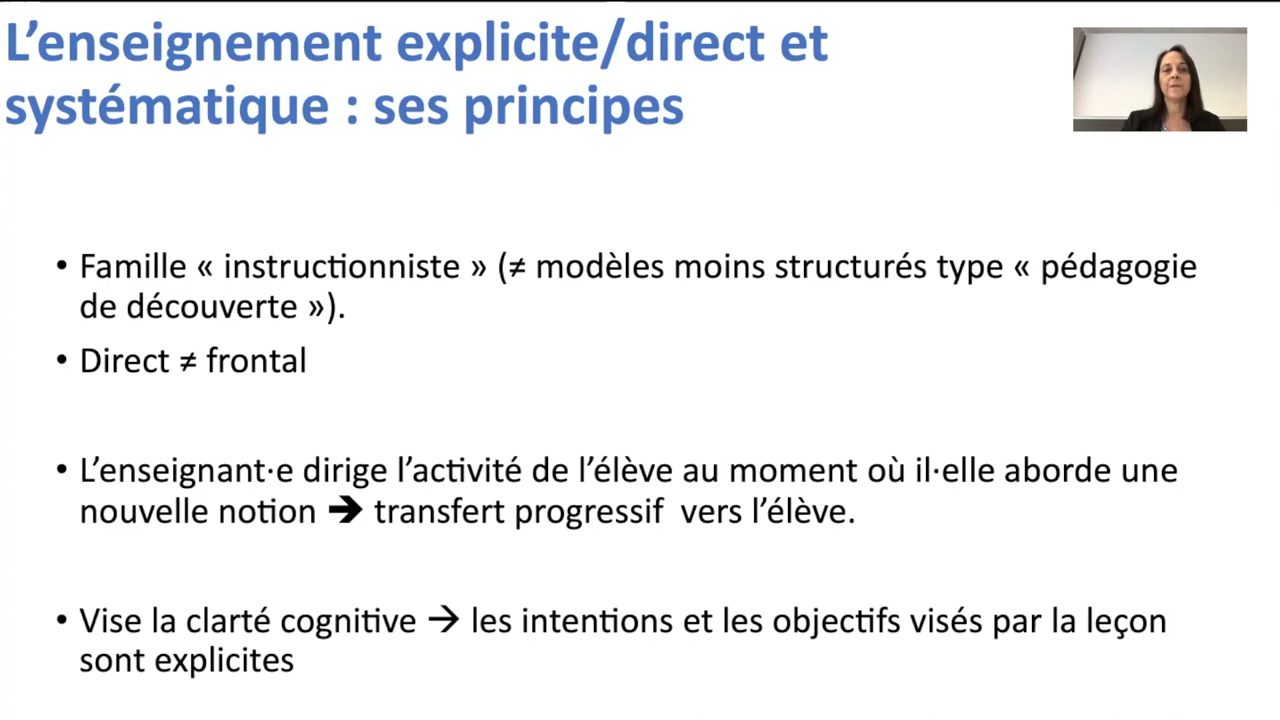 L’enseignement explicite/direct et
systématique : ses principes
• Famille « instructionniste » (≠ modèles moins structurés type « pédagogie
de découverte »).
• Direct ≠ frontal
• L’enseignant·e dirige l’activité de l’élève au moment où il·elle aborde une
nouvelle notion ➔ transfert progressif vers l’élève.
• Vise la clarté cognitive → les intentions et les objectifs visés par la leçon
sont explicites